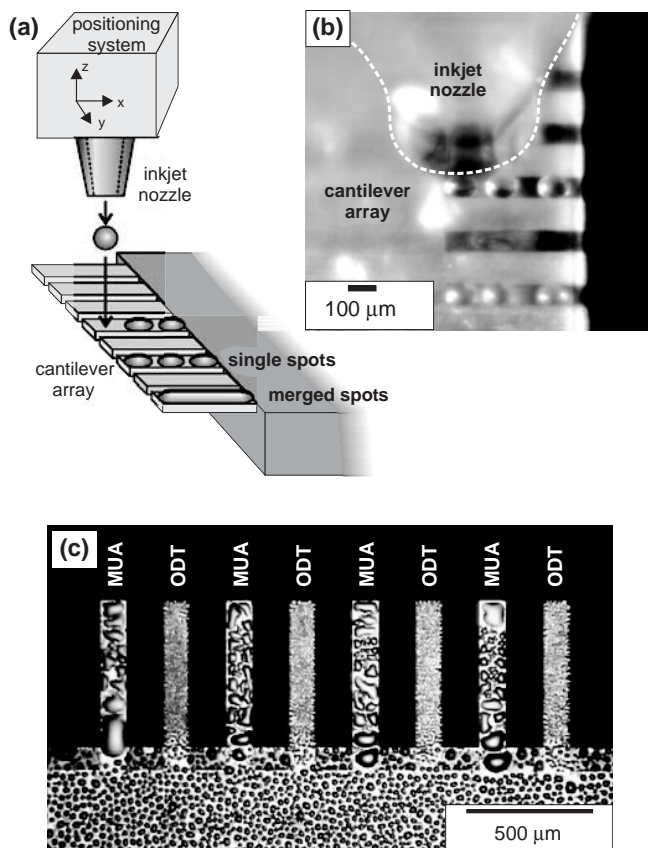 (a)
positioning
system
z
x
y
inkjet
nozzle
cantilever
array
single spots
merged spots
(b)
inkjet
nozzle
cantilever
array
100 μm
(c)
MUA
ODT
MUA
ODT
MUA
ODT
MUA
ODT
500 μm